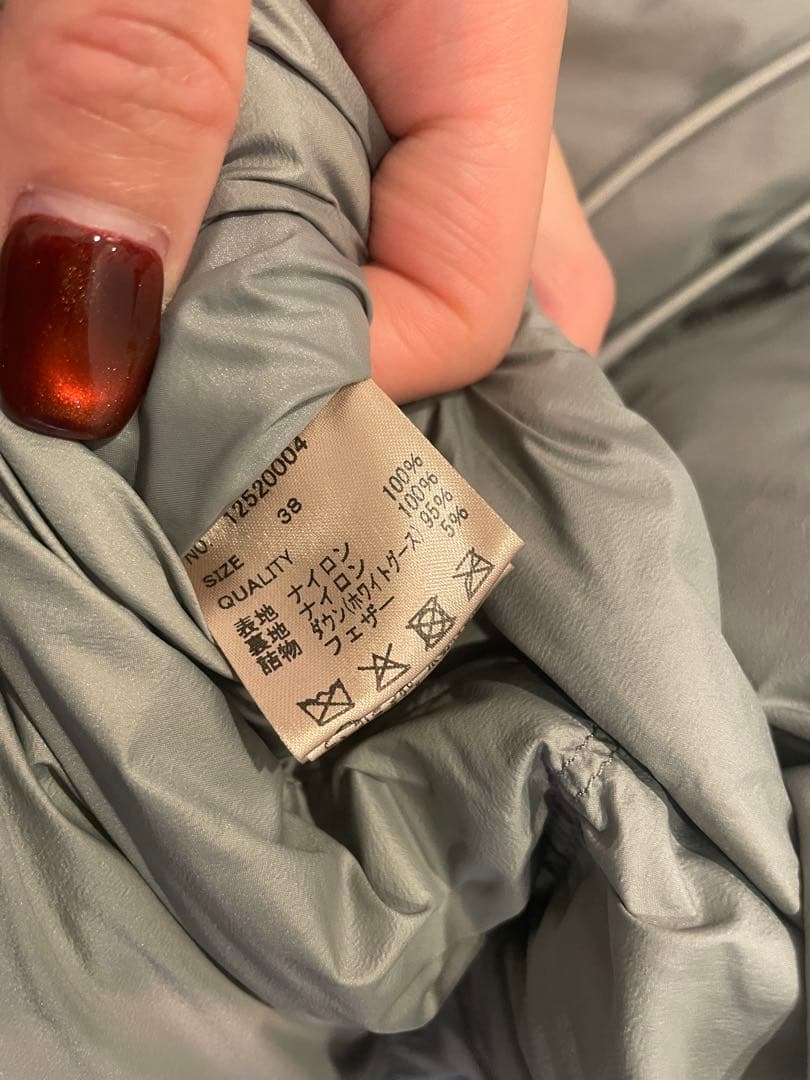 NO. 12520004
SIZE 38
QUALITY
表地 ナイロン 100%
裏地 ナイロン 100%
詰物 ダウン(ホワイトグース) 95%
フェザー 5%